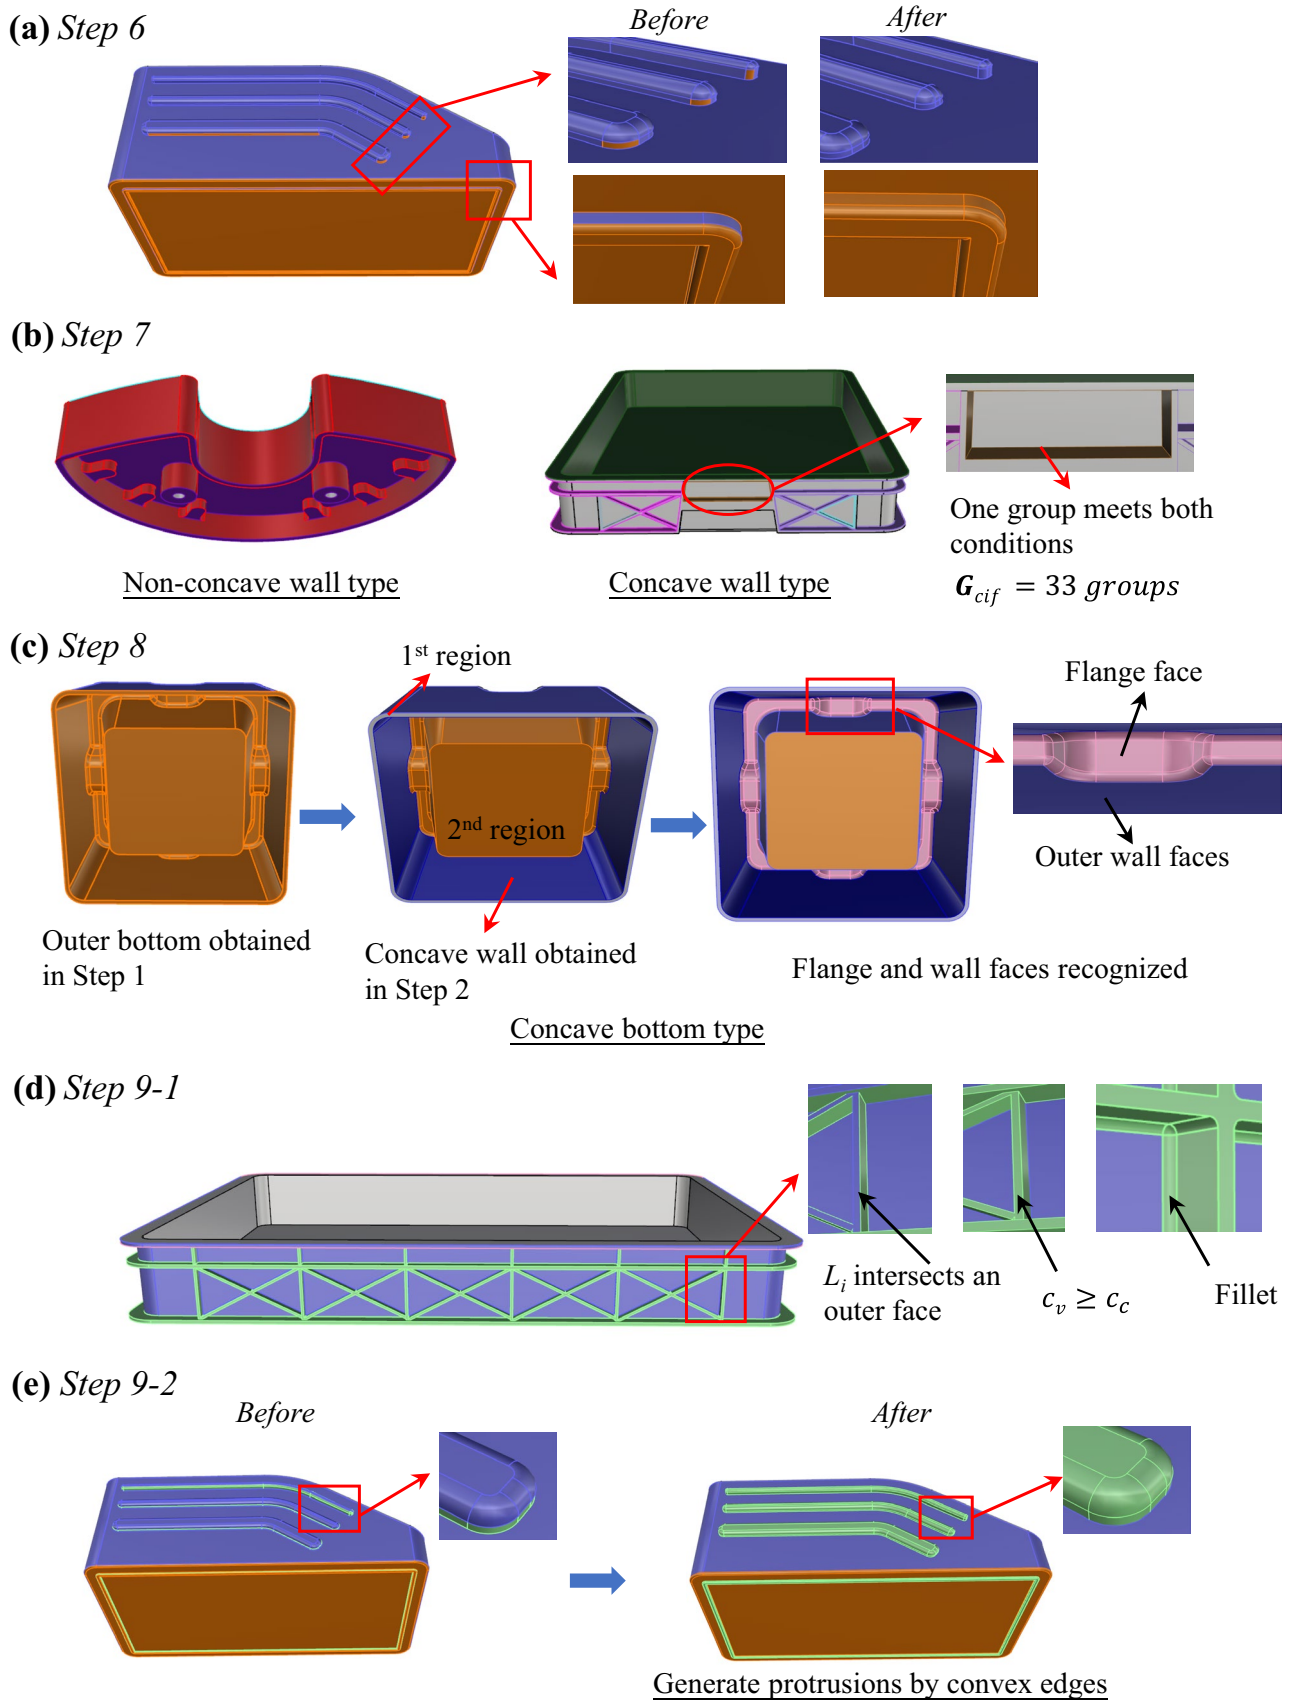 (a) Step 6
Before
After
(b) Step 7
Non-concave wall type
Concave wall type
One group meets both
conditions
G_cif = 33 groups
(c) Step 8
1st region
2nd region
Flange face
Outer wall faces
Outer bottom obtained
in Step 1
Concave wall obtained
in Step 2
Flange and wall faces recognized
Concave bottom type
(d) Step 9-1
L_i intersects an
outer face
c_v ≥ c_c
Fillet
(e) Step 9-2
Before
After
Generate protrusions by convex edges